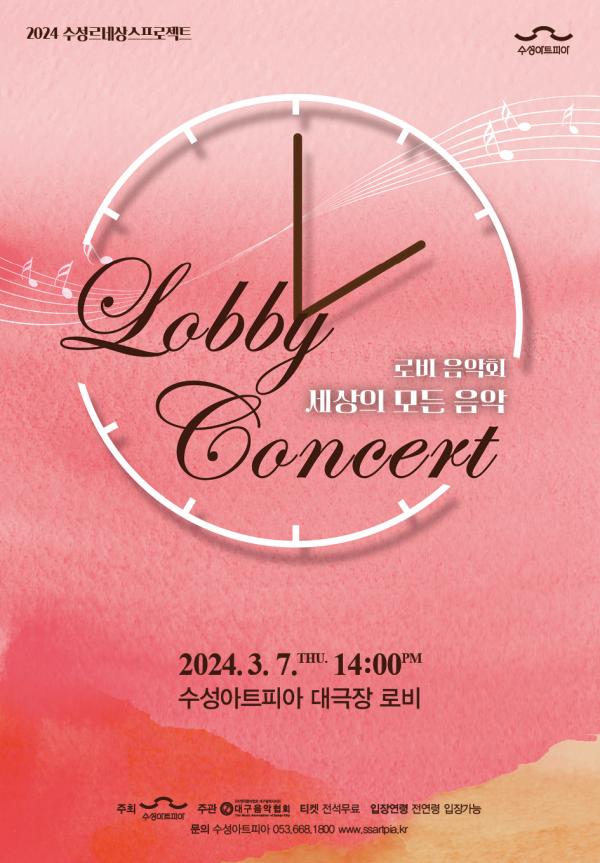 2024 수성르네상스프로젝트
수성아트피아
Lobby
로비 음악회
세상의 모든 음악
Concert
2024. 3. 7.THU. 14:00PM
수성아트피아 대극장 로비
주최 수성아트피아 주관 대구음악협회 티켓 전석무료 입장연령 전연령 입장가능
문의 수성아트피아 053.668.1800 www.ssartpia.kr